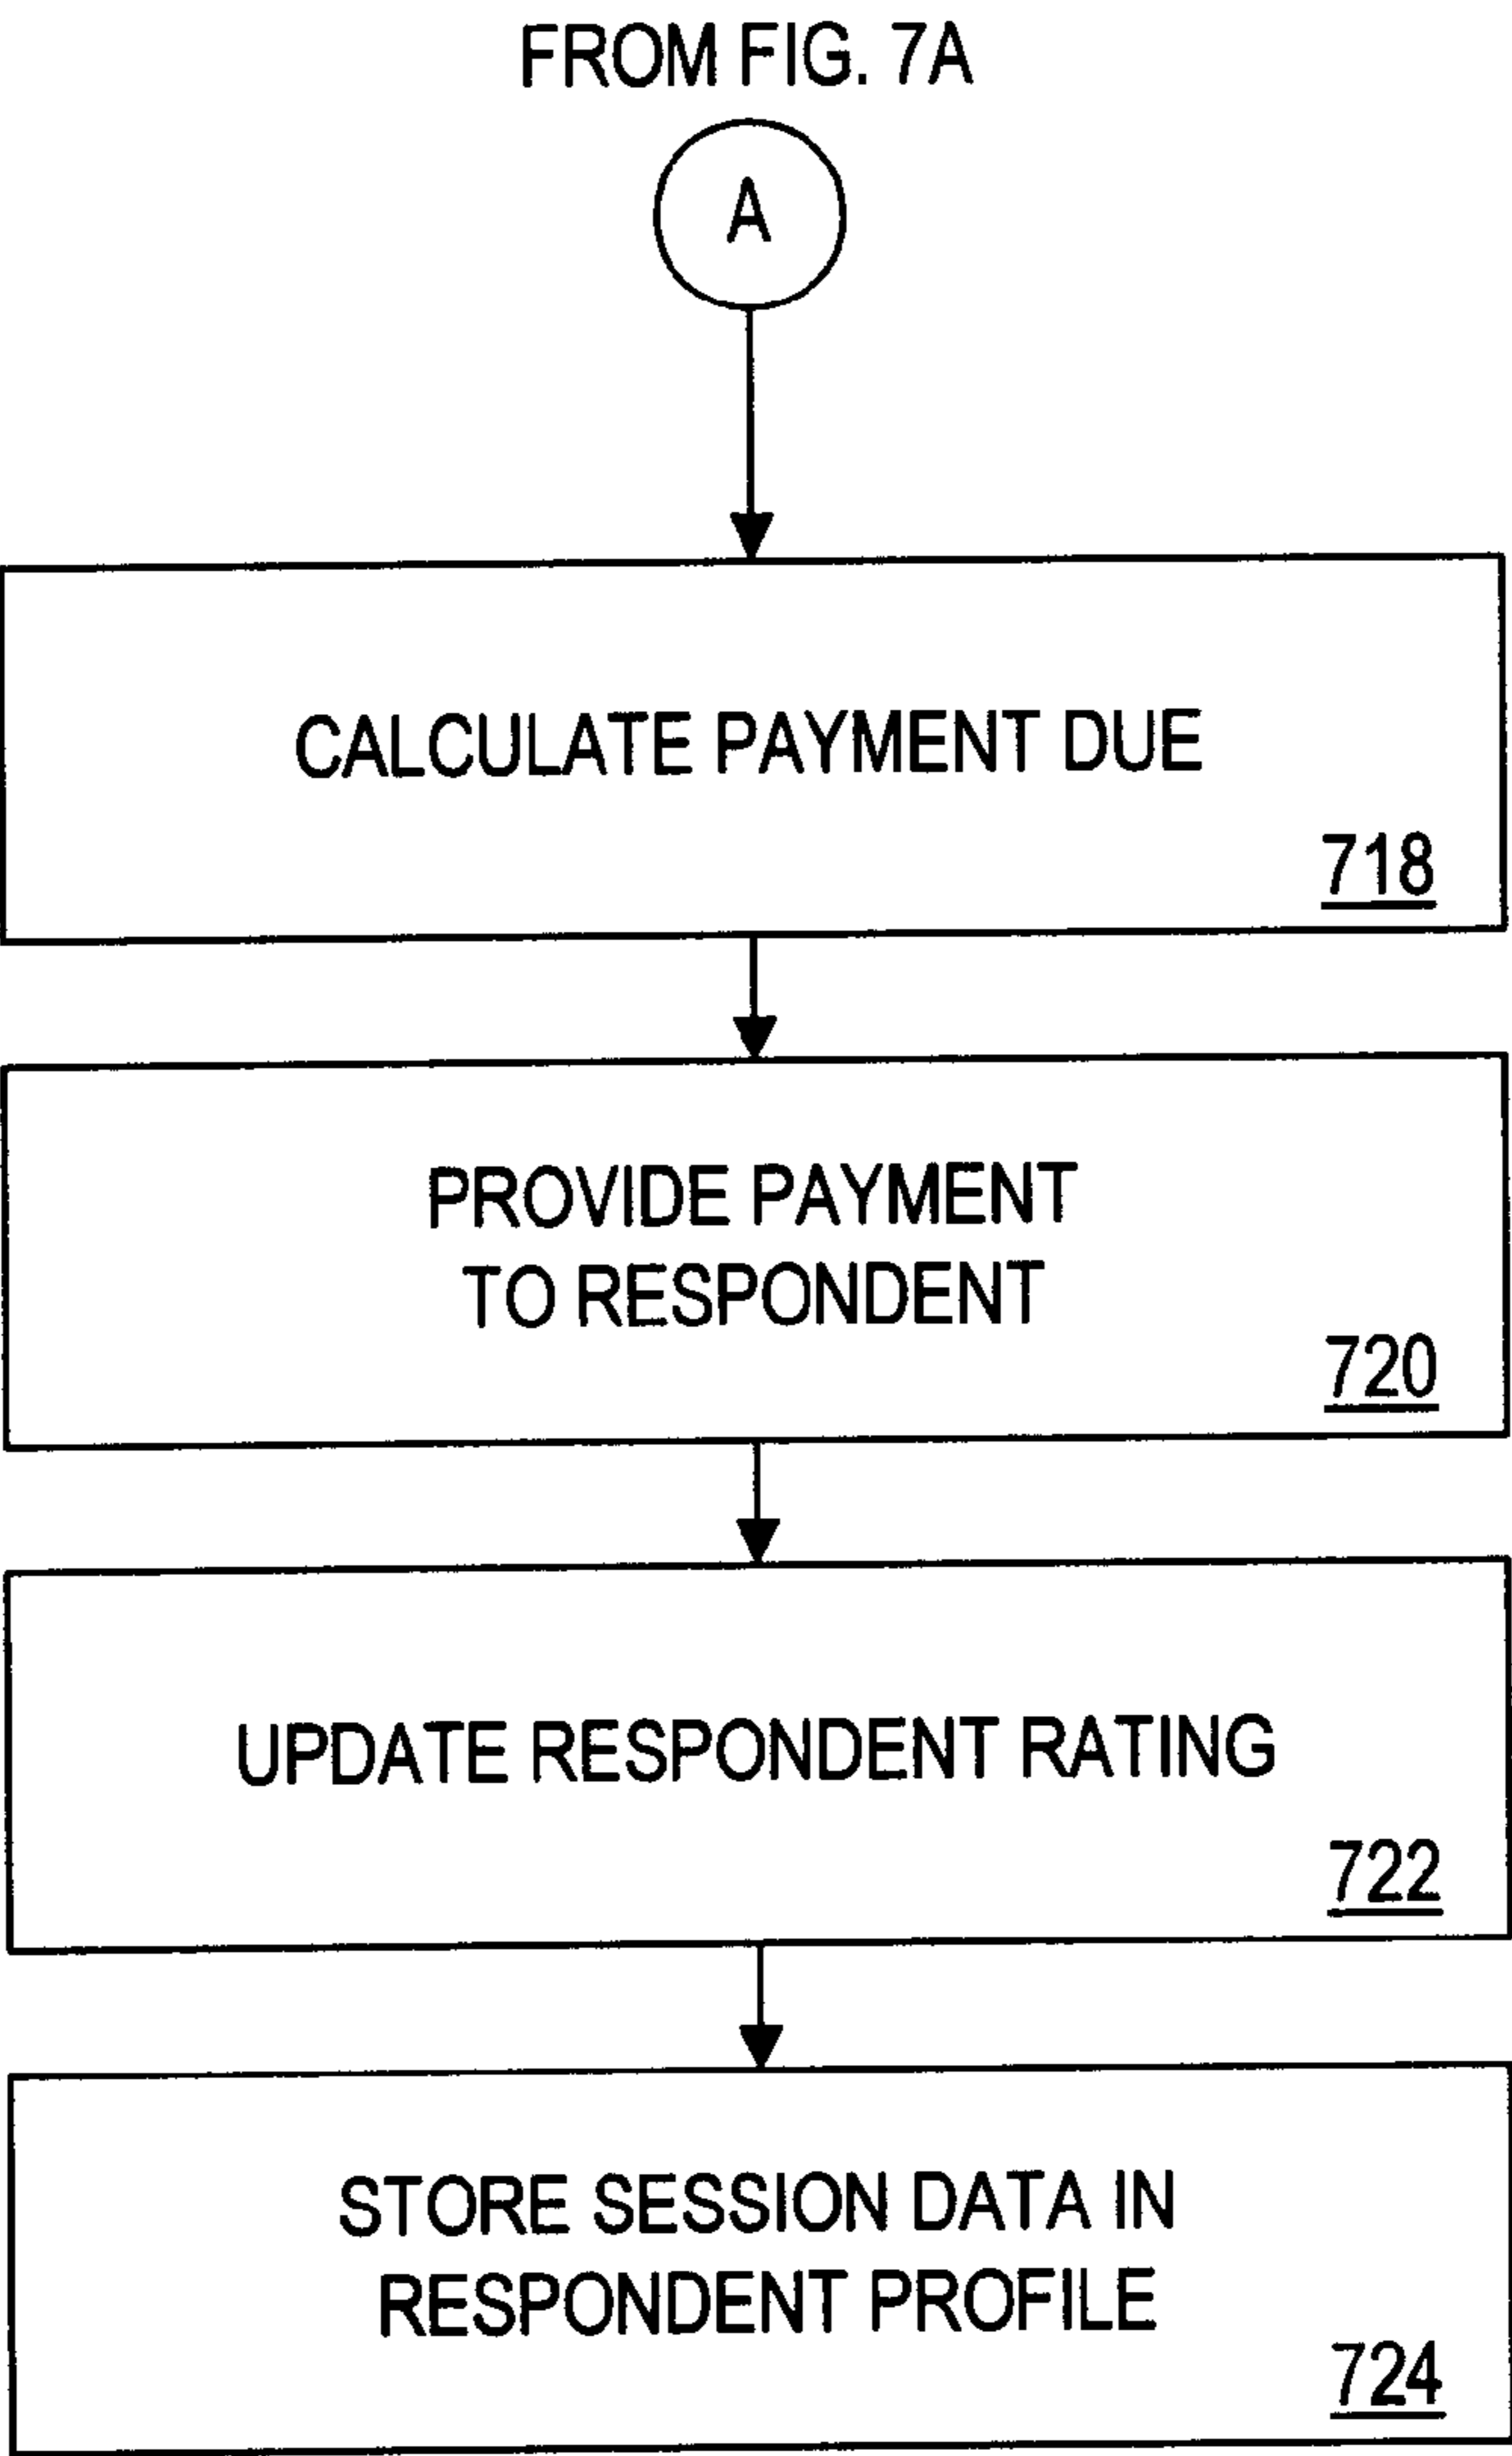 FROM FIG. 7A
A
CALCULATE PAYMENT DUE
718
PROVIDE PAYMENT
TO RESPONDENT
720
UPDATE RESPONDENT RATING
722
STORE SESSION DATA IN
RESPONDENT PROFILE
724